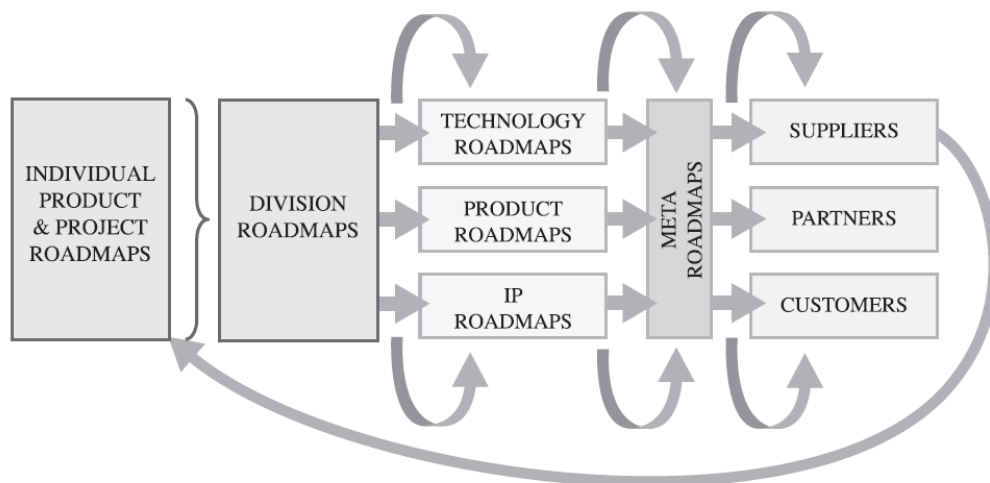 INDIVIDUAL
PRODUCT
& PROJECT
ROADMAPS
DIVISION
ROADMAPS
TECHNOLOGY
ROADMAPS
PRODUCT
ROADMAPS
IP
ROADMAPS
META
ROADMAPS
SUPPLIERS
PARTNERS
CUSTOMERS